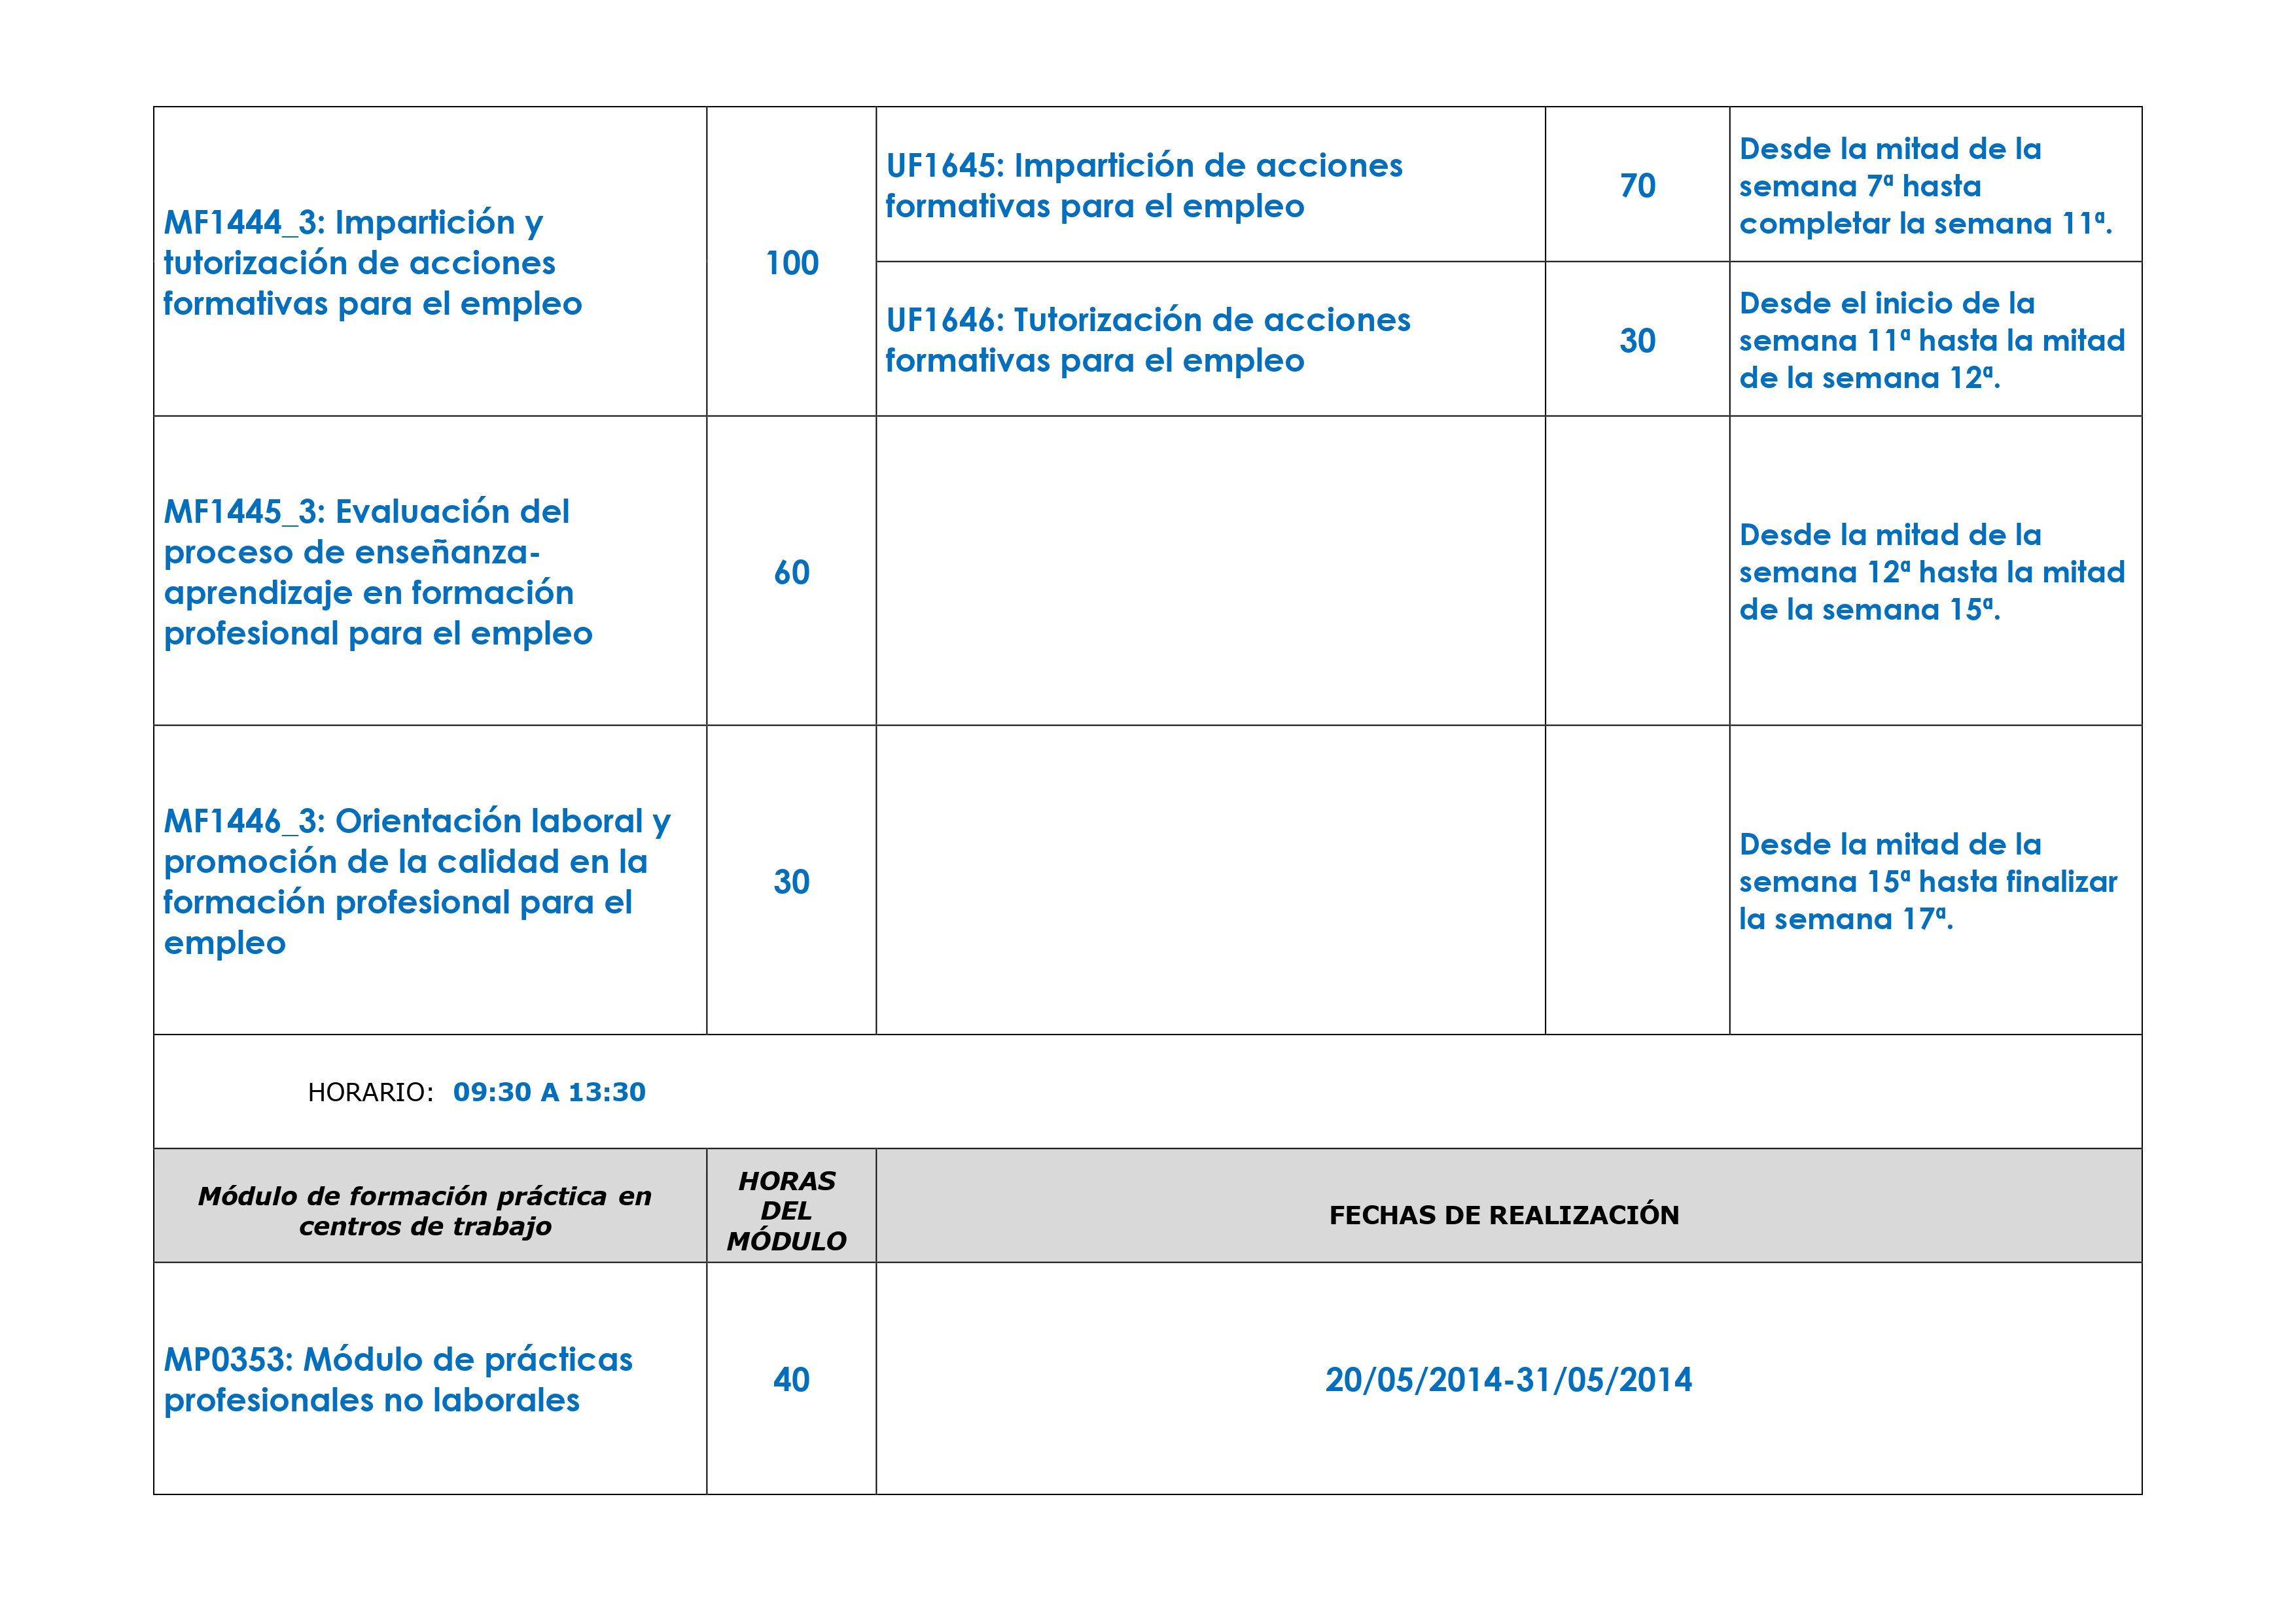 MF1444_3: Impartición y
tutorización de acciones
formativas para el empleo
100
UF1645: Impartición de acciones
formativas para el empleo
70
Desde la mitad de la
semana 7ª hasta
completar la semana 11ª.
UF1646: Tutorización de acciones
formativas para el empleo
30
Desde el inicio de la
semana 11ª hasta la mitad
de la semana 12ª.
MF1445_3: Evaluación del
proceso de enseñanza-
aprendizaje en formación
profesional para el empleo
60
Desde la mitad de la
semana 12ª hasta la mitad
de la semana 15ª.
MF1446_3: Orientación laboral y
promoción de la calidad en la
formación profesional para el
empleo
30
Desde la mitad de la
semana 15ª hasta finalizar
la semana 17ª.
HORARIO: 09:30 A 13:30
Módulo de formación práctica en
centros de trabajo
HORAS
DEL
MÓDULO
FECHAS DE REALIZACIÓN
MP0353: Módulo de prácticas
profesionales no laborales
40
20/05/2014-31/05/2014